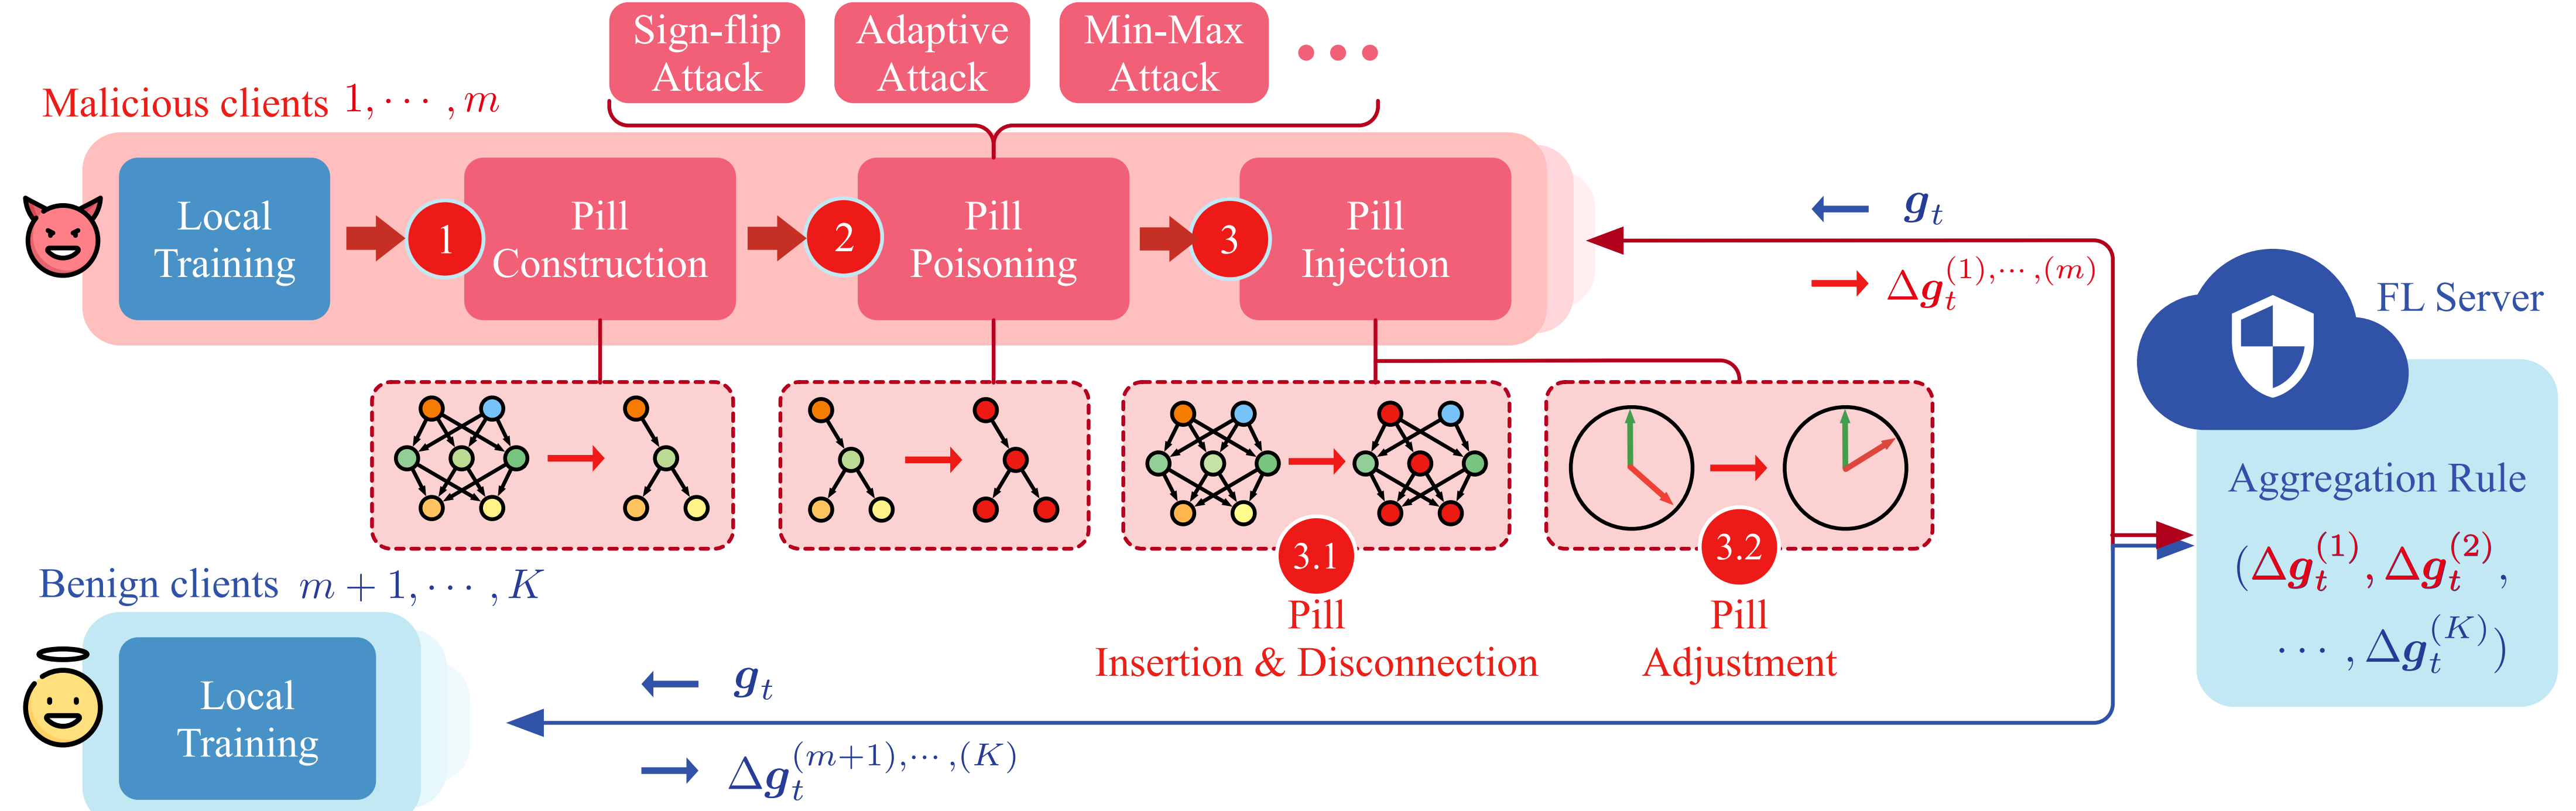 Sign-flip
Attack
Adaptive
Attack
Min-Max
Attack
Malicious clients 1, ⋯ , m
Local
Training
1
Pill
Construction
2
Pill
Poisoning
3
Pill
Injection
g_t
Δg_t^{(1),⋯,(m)}
FL Server
Aggregation Rule
(Δg_t^{(1)}, Δg_t^{(2)},
⋯ , Δg_t^{(K)})
3.1
Pill
Insertion & Disconnection
3.2
Pill
Adjustment
Benign clients m + 1, ⋯ , K
Local
Training
g_t
Δg_t^{(m+1),⋯,(K)}